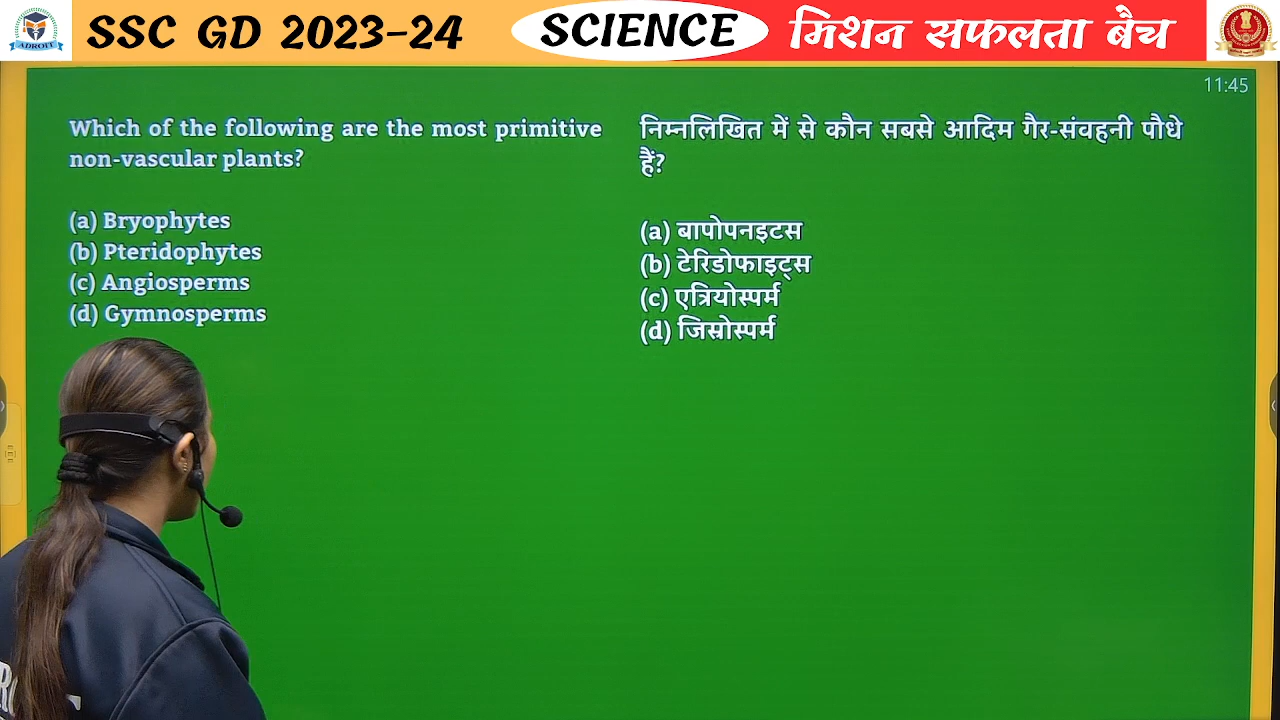 SSC GD 2023-24
SCIENCE
मिशन सफलता बैच
ADROIT
11:45
Which of the following are the most primitive
non-vascular plants?
(a) Bryophytes
(b) Pteridophytes
(c) Angiosperms
(d) Gymnosperms
निम्नलिखित में से कौन सबसे आदिम गैर-संवहनी पौधे
हैं?
(a) बापोपनइटस
(b) टेरिडोफाइट्स
(c) एत्रियोस्पर्म
(d) जिस्रोस्पर्म